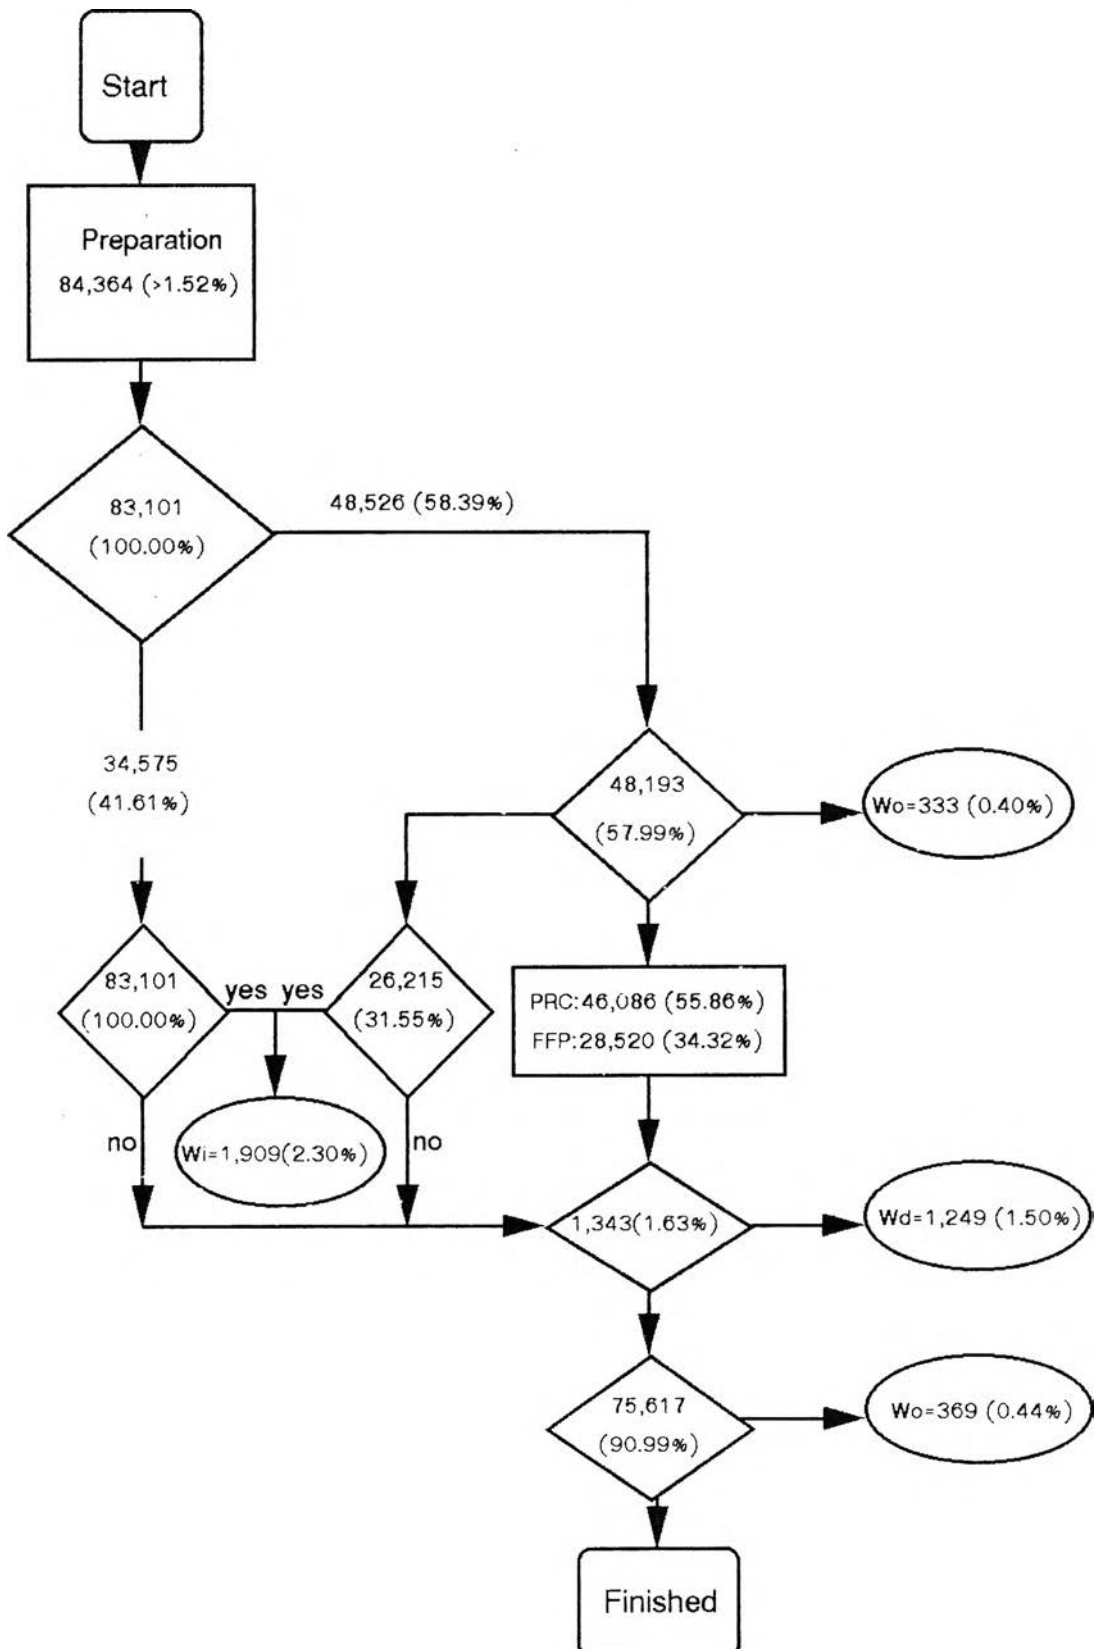 Start
Preparation
84,364 (>1.52%)
83,101
(100.00%)
48,526 (58.39%)
34,575
(41.61%)
48,193
(57.99%)
Wo=333 (0.40%)
83,101
(100.00%)
yes yes
26,215
(31.55%)
PRC:46,086 (55.86%)
FFP:28,520 (34.32%)
no
Wi=1,909(2.30%)
no
1,343(1.63%)
Wd=1,249 (1.50%)
75,617
(90.99%)
Wo=369 (0.44%)
Finished